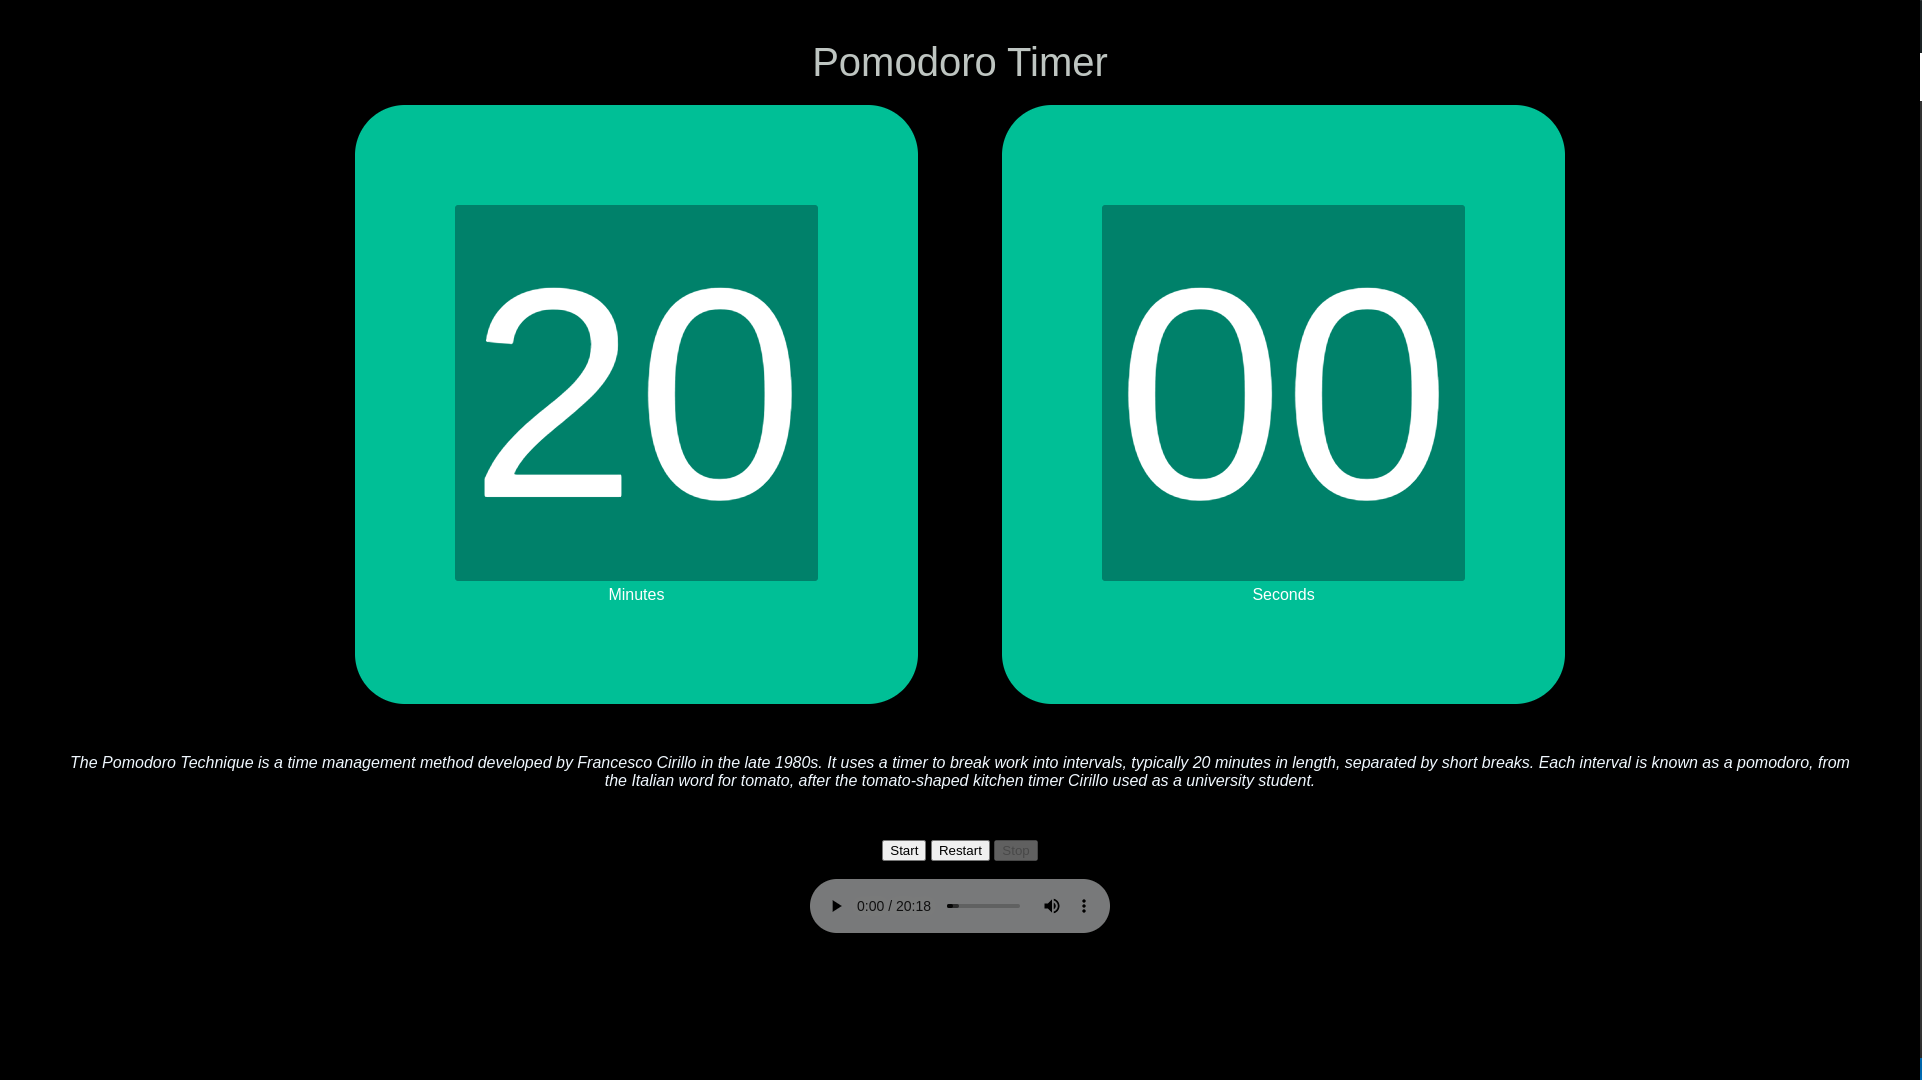 Pomodoro Timer
20
00
Minutes
Seconds
The Pomodoro Technique is a time management method developed by Francesco Cirillo in the late 1980s. It uses a timer to break work into intervals, typically 20 minutes in length, separated by short breaks. Each interval is known as a pomodoro, from
the Italian word for tomato, after the tomato-shaped kitchen timer Cirillo used as a university student.
Start Restart Stop
0:00 / 20:18